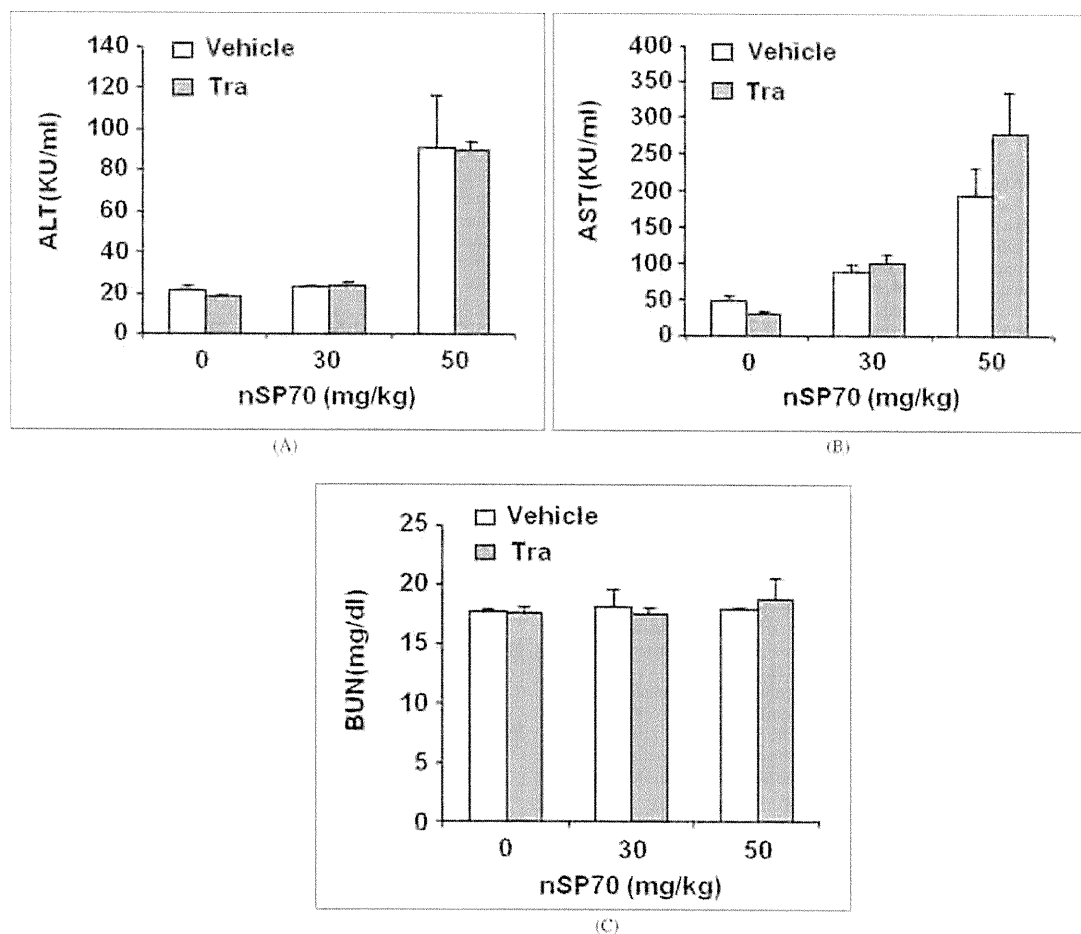 140
120
100
80
60
40
20
0
ALT(KU/ml)
Vehicle
Tra
0 30 50
nSP70 (mg/kg)
(A)
400
350
300
250
200
150
100
50
0
AST(KU/ml)
Vehicle
Tra
0 30 50
nSP70 (mg/kg)
(B)
25
20
15
10
5
0
BUN(mg/dl)
Vehicle
Tra
0 30 50
nSP70 (mg/kg)
(C)